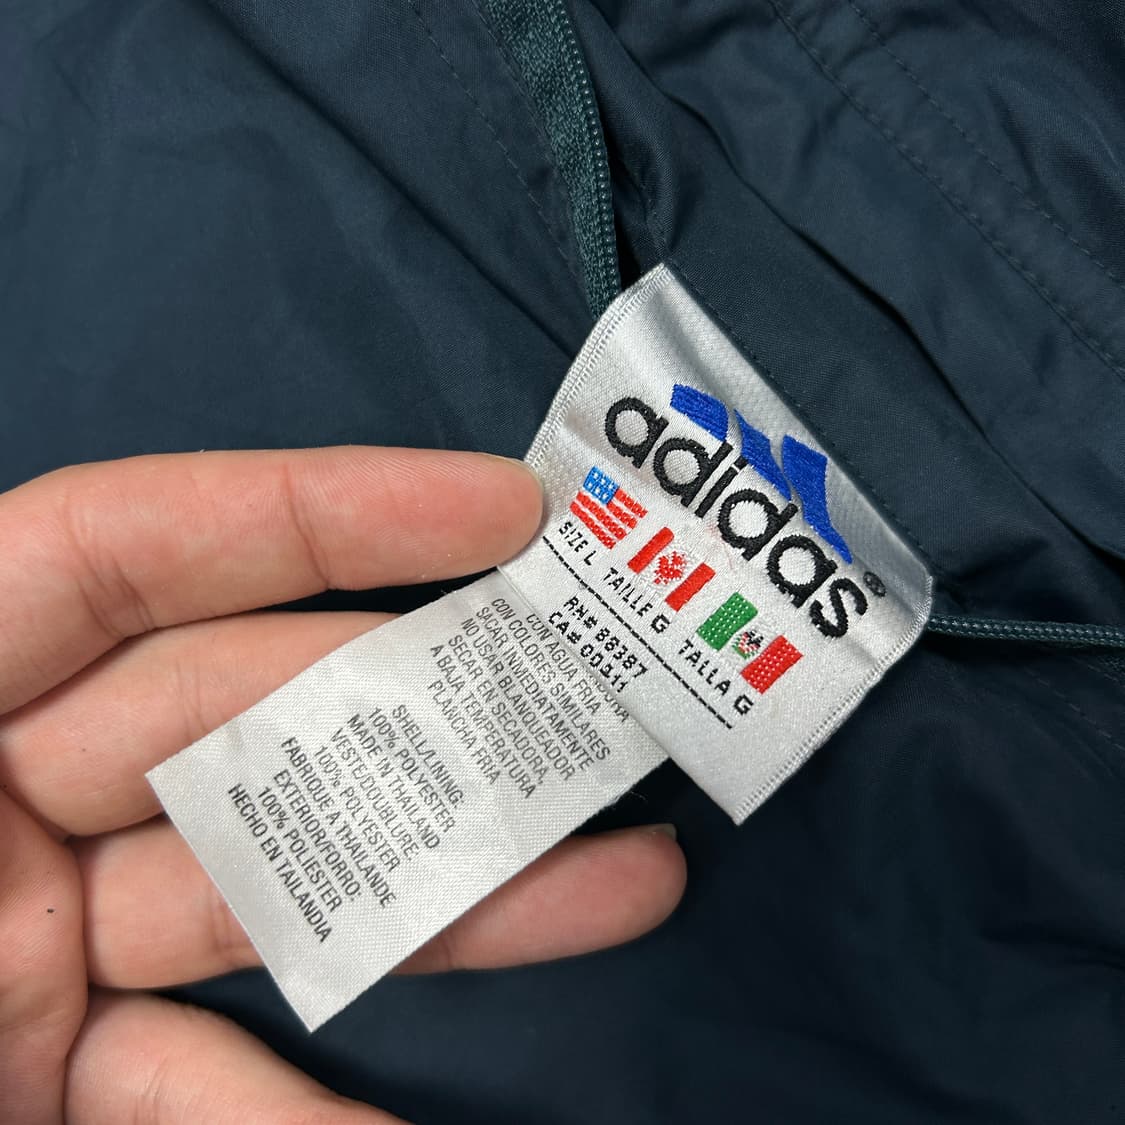 adidas®
SIZE L TAILLE G TALLA G
RN# 88387
CA# 00211
CON AGUA FRIA
CON COLORES SIMILARES
SACAR INMEDIATAMENTE
NO USAR BLANQUEADOR
SECAR EN SECADORA,
A BAJA TEMPERATURA
PLANCHA FRIA
SHELL/LINING:
100% POLYESTER
MADE IN THAILAND
VESTE/DOUBLURE:
100% POLYESTER
FABRIQUE A THAILANDE
EXTERIOR/FORRO:
100% POLIESTER
HECHO EN TAILANDIA